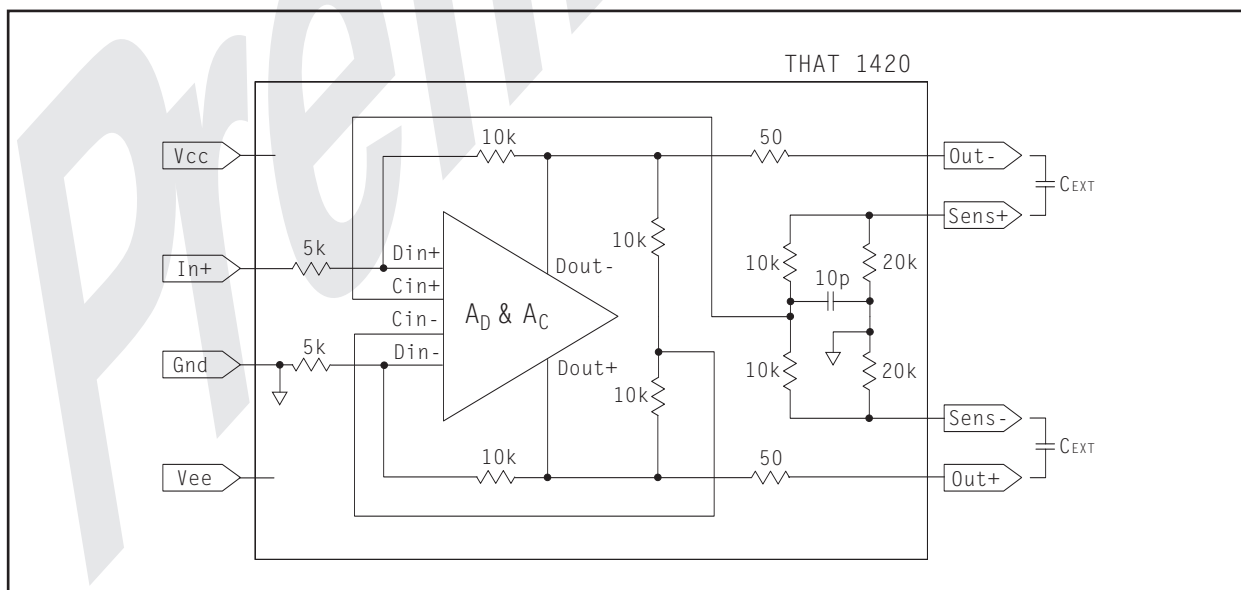 Prelim
THAT 1420
Vcc
10k
50
Out-
CEXT
Sens+
5k
In+
Din+
Cin+
Cin-
Din-
AD & AC
Dout-
Dout+
10k
10k
10k
10p
20k
10k
20k
5k
Gnd
Sens-
CEXT
Vee
10k
50
Out+